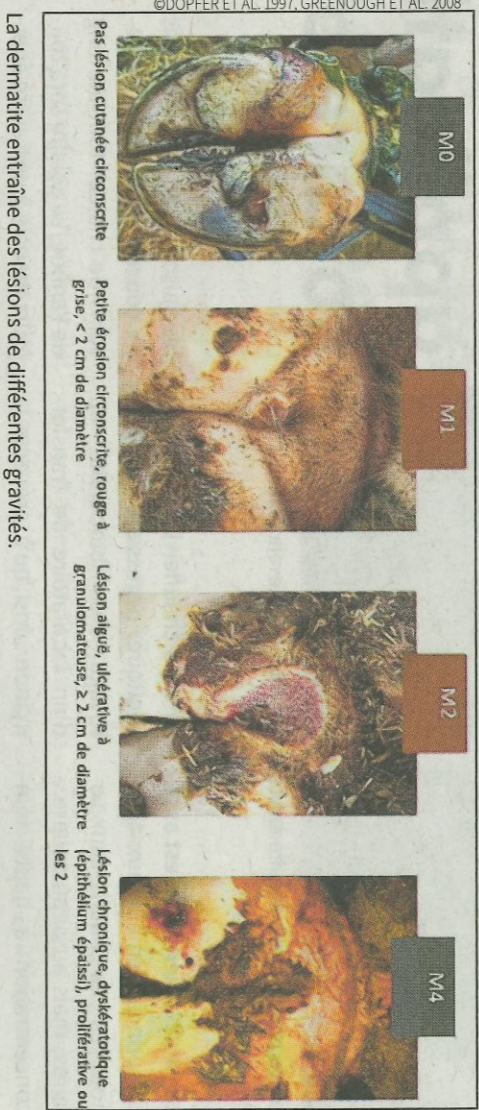 ©DOPFER ET AL. 1997, GREENOUGH ET AL. 2008
M0
Pas lésion cutanée circonscrite
M1
Petite érosion circonscrite, rouge à
grise, < 2 cm de diamètre
M2
Lésion aiguë, ulcérative à
granulomateuse, ≥ 2 cm de diamètre
M4
Lésion chronique, dyskératotique
(épithélium épaissi), proliférative ou
les 2
La dermatite entraîne des lésions de différentes gravités.